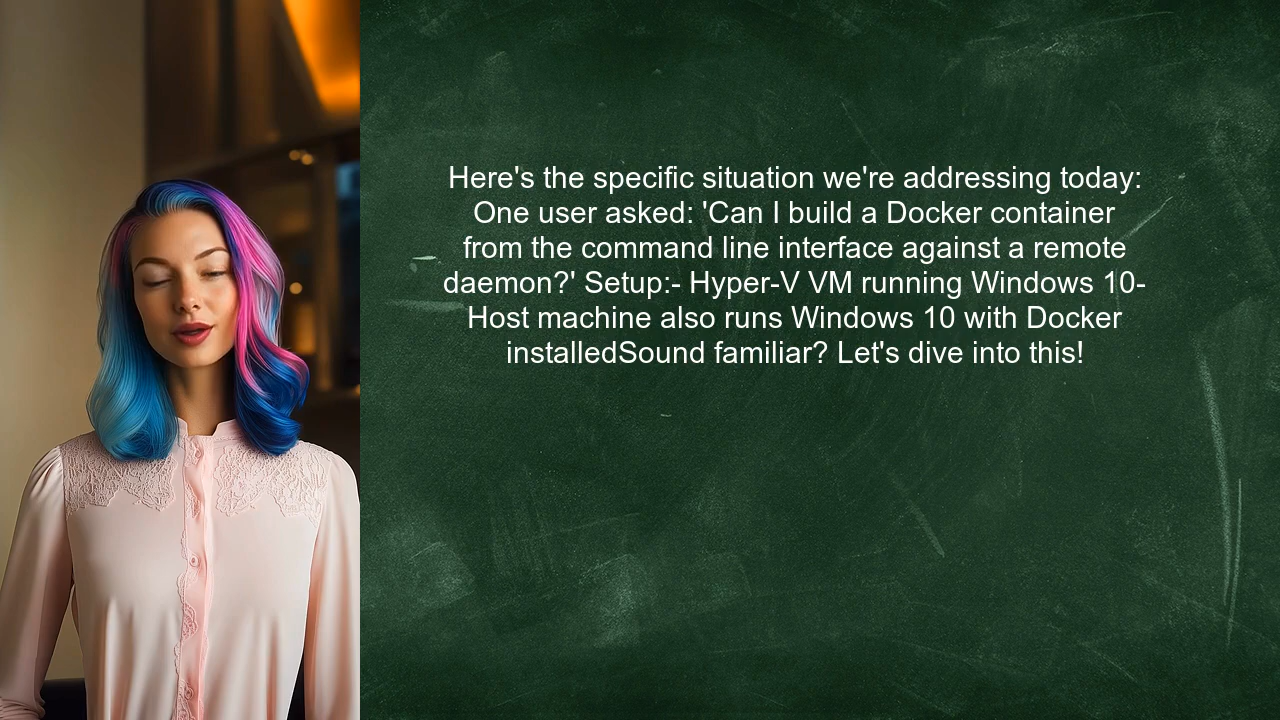 Here's the specific situation we're addressing today:
One user asked: 'Can I build a Docker container
from the command line interface against a remote
daemon?' Setup:- Hyper-V VM running Windows 10-
Host machine also runs Windows 10 with Docker
installedSound familiar? Let's dive into this!